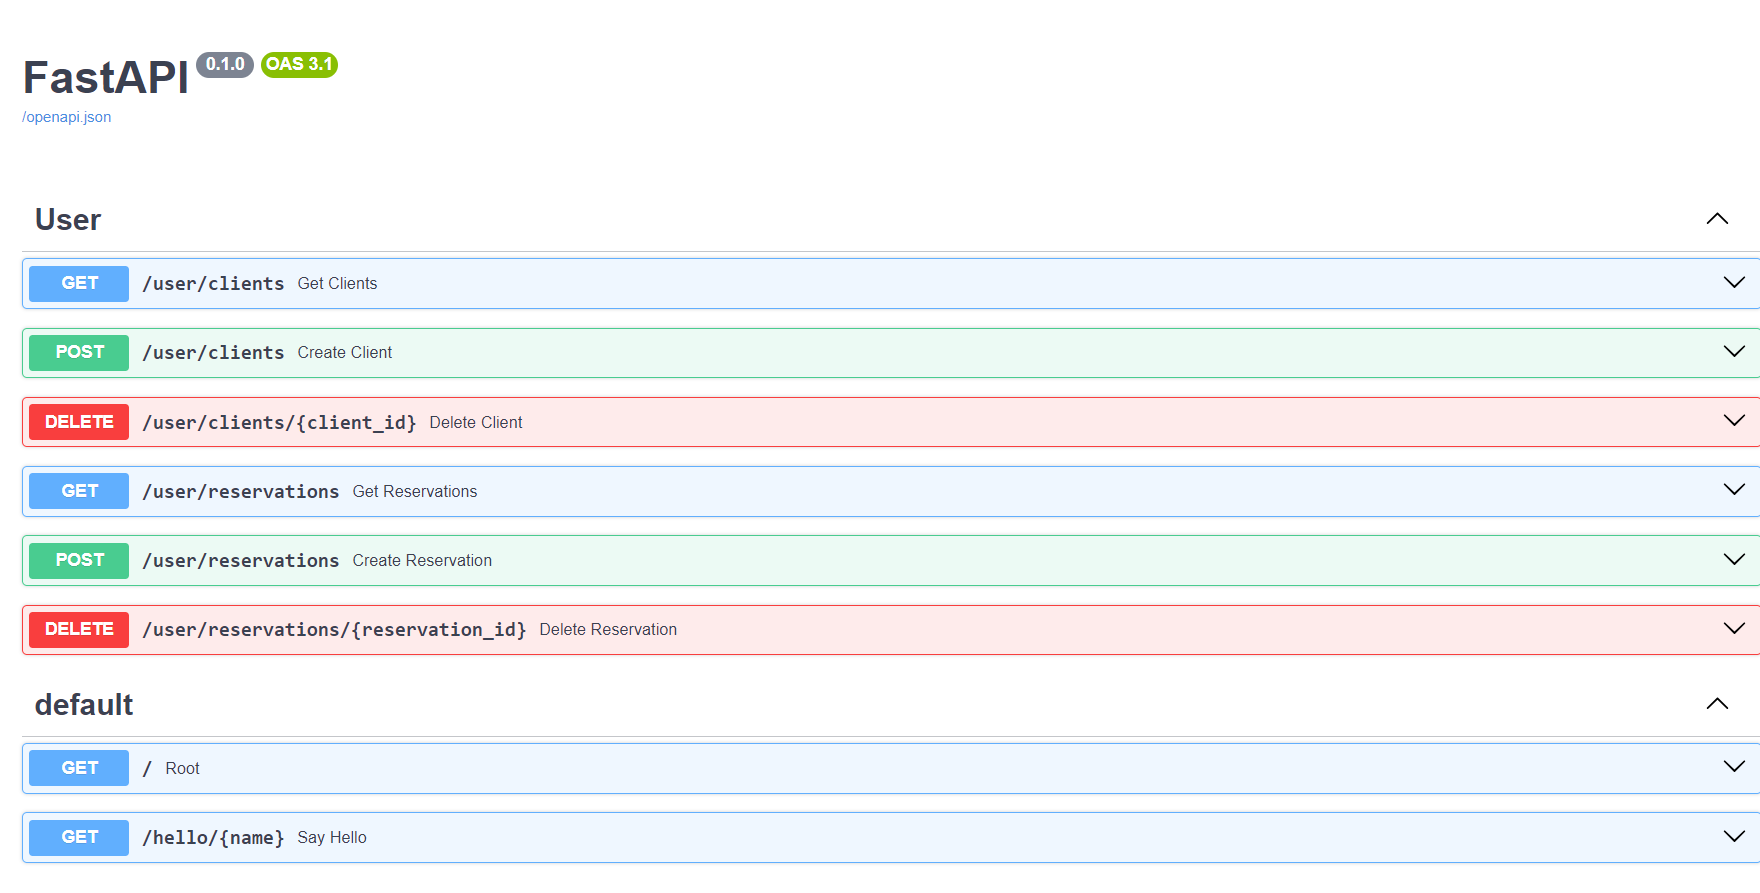 FastAPI 0.1.0 OAS 3.1
/openapi.json
User
GET /user/clients Get Clients
POST /user/clients Create Client
DELETE /user/clients/{client_id} Delete Client
GET /user/reservations Get Reservations
POST /user/reservations Create Reservation
DELETE /user/reservations/{reservation_id} Delete Reservation
default
GET / Root
GET /hello/{name} Say Hello